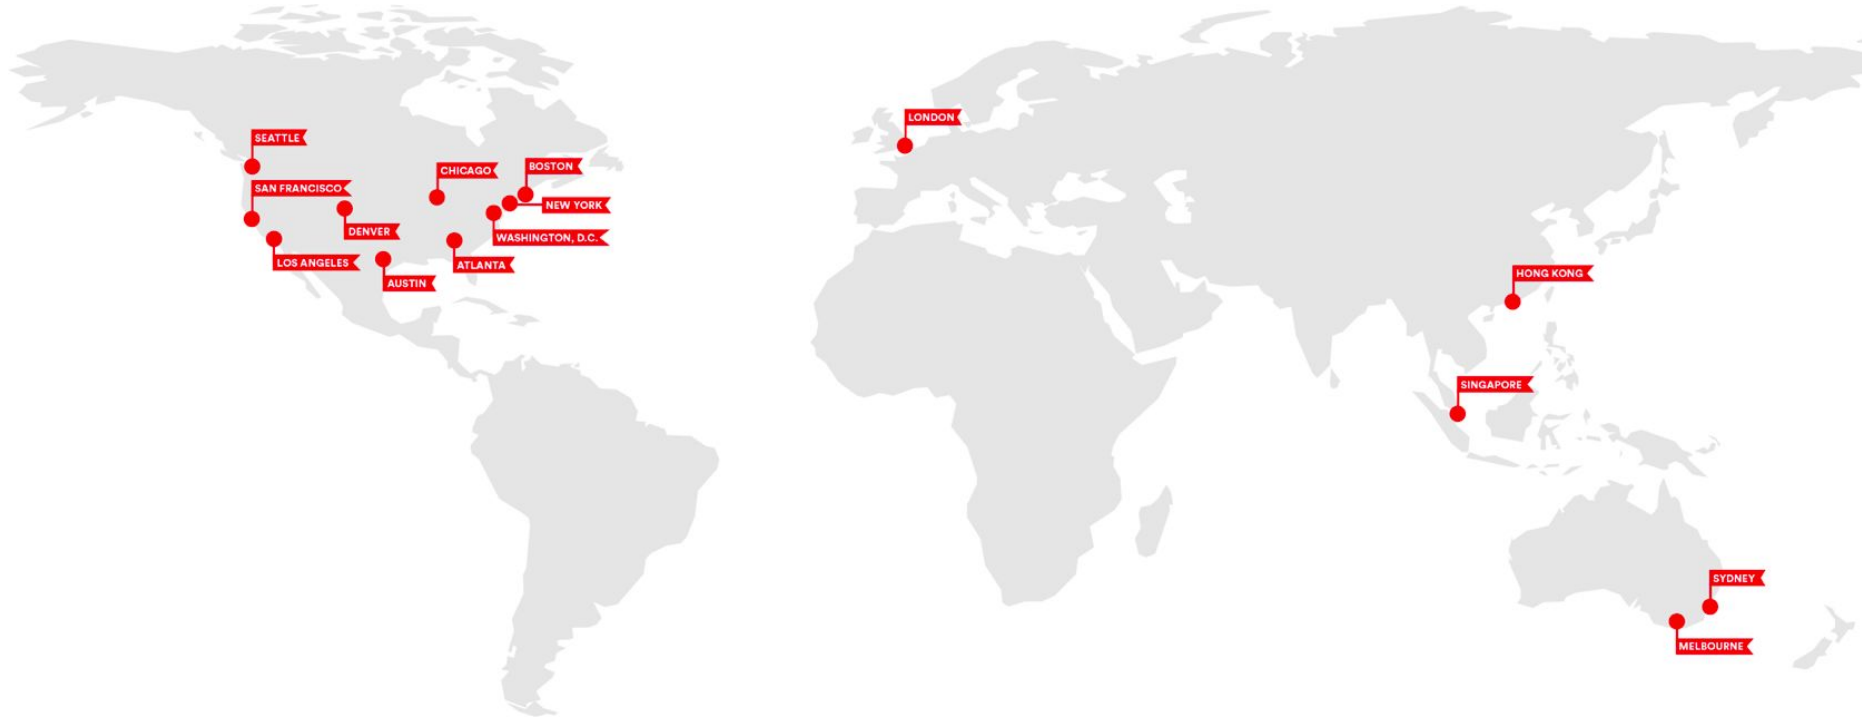 LONDON
SEATTLE
BOSTON
CHICAGO
SAN FRANCISCO
NEW YORK
DENVER
WASHINGTON, D.C.
LOS ANGELES
ATLANTA
HONG KONG
AUSTIN
SINGAPORE
SYDNEY
MELBOURNE